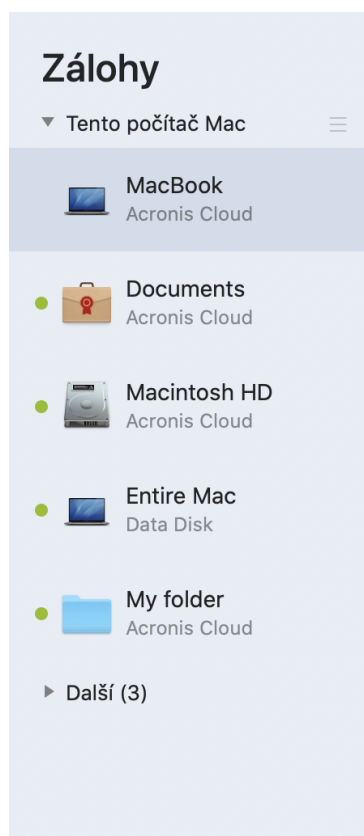 Zálohy
Tento počítač Mac
MacBook
Acronis Cloud
Documents
Acronis Cloud
Macintosh HD
Acronis Cloud
Entire Mac
Data Disk
My folder
Acronis Cloud
Další (3)